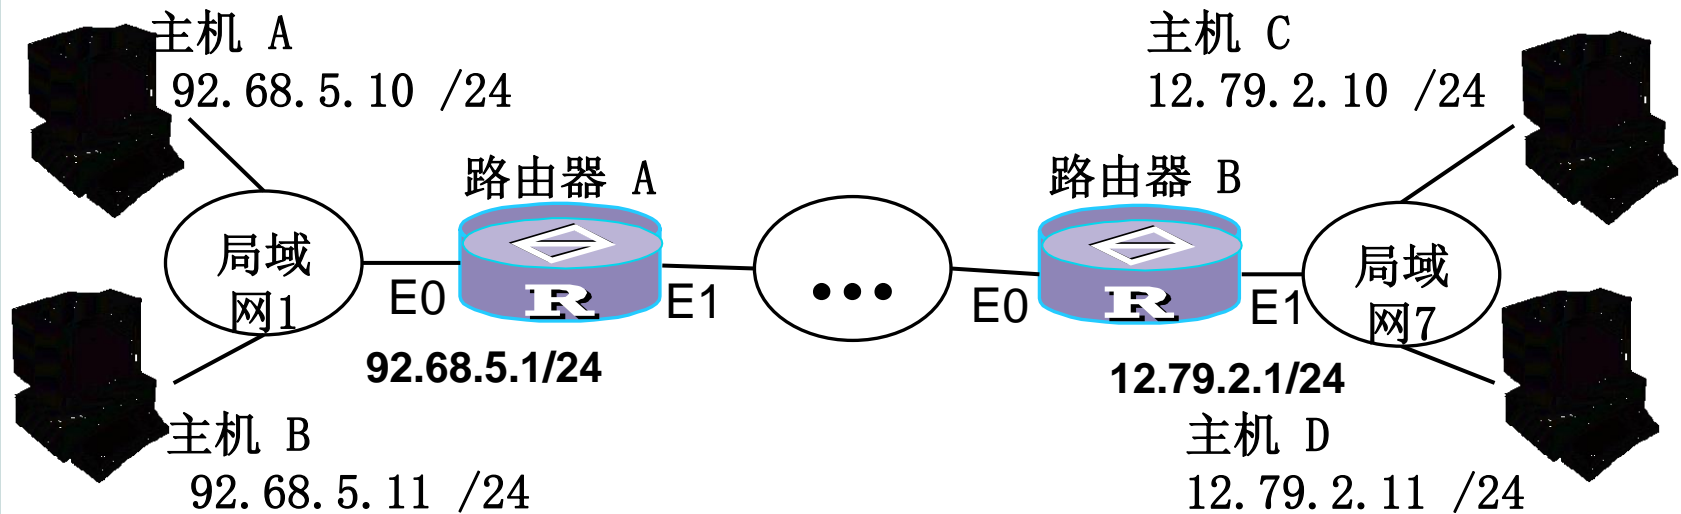 主机 A
92.68.5.10 /24
主机 C
12.79.2.10 /24
路由器 A
路由器 B
局域
网1
E0
R
E1
•••
E0
R
E1
局域
网7
92.68.5.1/24
12.79.2.1/24
主机 B
92.68.5.11 /24
主机 D
12.79.2.11 /24